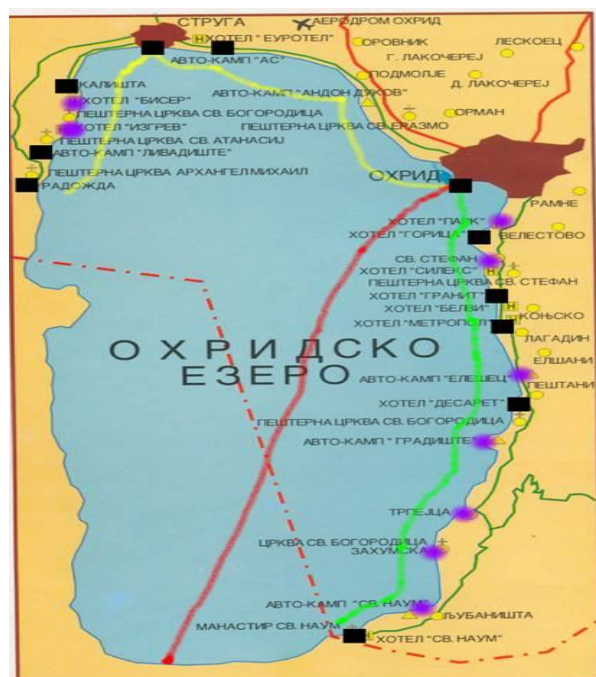 СТРУГА
АЕРОДРОМ ОХРИД
ХОТЕЛ "ЕУРОТЕЛ"
ОРОВНИК
ЛЕСКОЕЦ
АВТО-КАМП "АС"
Г. ЛАКОЧЕРЕЈ
ПОДМОЛЈЕ
Д. ЛАКОЧЕРЕЈ
КАЛИШТА
АВТО-КАМП "АНДОН ДУКОВ"
ХОТЕЛ "БИСЕР"
ПЕШТЕРНА ЦРКВА СВ. БОГОРОДИЦА
ОРМАН
ХОТЕЛ "ИЗГРЕВ"
ПЕШТЕРНА ЦРКВА СВ. ЕРАЗМО
ПЕШТЕРНА ЦРКВА СВ. АТАНАСИЈ
АВТО-КАМП "ЛИВАДИШТЕ"
ПЕШТЕРНА ЦРКВА АРХАНГЕЛ МИХАИЛ
ОХРИД
РАДОЖДА
РАМНЕ
ХОТЕЛ "ПАРК"
ХОТЕЛ "ГОРИЦА"
ВЕЛЕСТОВО
СВ. СТЕФАН
ХОТЕЛ "СИЛЕКС"
ПЕШТЕРНА ЦРКВА СВ. СТЕФАН
ХОТЕЛ "ГРАНИТ"
ХОТЕЛ "БЕЛВИ"
КОЊСКО
ХОТЕЛ "МЕТРОПОЛ"
ЛАГАДИН
ОХРИДСКО
ЕЗЕРО
ЕЛШАНИ
АВТО-КАМП "ЕЛЕШЕЦ"
ПЕШТАНИ
ХОТЕЛ "ДЕСАРЕТ"
ПЕШТЕРНА ЦРКВА СВ. БОГОРОДИЦА
АВТО-КАМП "ГРАДИШТЕ"
ТРПЕЈЦА
ЦРКВА СВ. БОГОРОДИЦА
ЗАХУМСКА
АВТО-КАМП "СВ. НАУМ"
ЉУБАНИШТА
МАНАСТИР СВ. НАУМ
ХОТЕЛ "СВ. НАУМ"